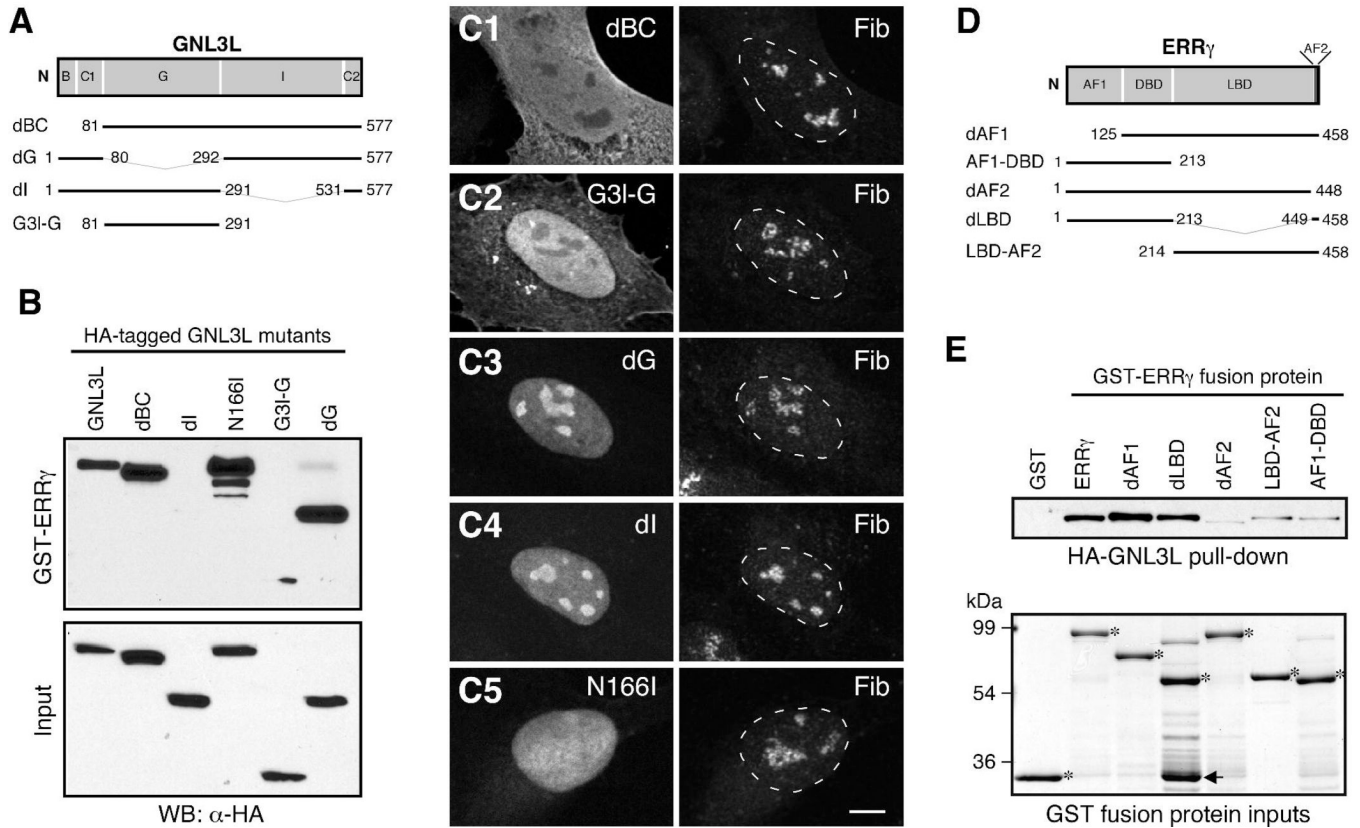 A
GNL3L
N B C1 G I C2
dBC 81 577
dG 1 80 292 577
dI 1 291 531 577
G3I-G 81 291
B
HA-tagged GNL3L mutants
GNL3L dBC dI N166I G3I-G dG
GST-ERRγ
Input
WB: α-HA
C1 dBC Fib
C2 G3I-G Fib
C3 dG Fib
C4 dI Fib
C5 N166I Fib
D
ERRγ AF2
N AF1 DBD LBD
dAF1 125 458
AF1-DBD 1 213
dAF2 1 448
dLBD 1 213 449 458
LBD-AF2 214 458
E
GST-ERRγ fusion protein
GST ERRγ dAF1 dLBD dAF2 LBD-AF2 AF1-DBD
HA-GNL3L pull-down
kDa
99 * *
* * * *
54
36 *
GST fusion protein inputs